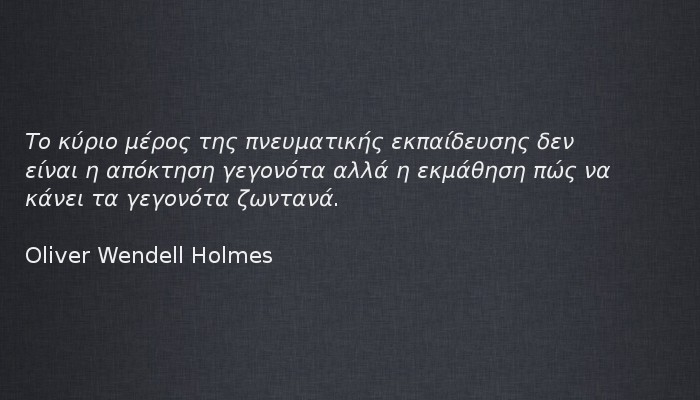 Το κύριο μέρος της πνευματικής εκπαίδευσης δεν
είναι η απόκτηση γεγονότα αλλά η εκμάθηση πώς να
κάνει τα γεγονότα ζωντανά.
Oliver Wendell Holmes